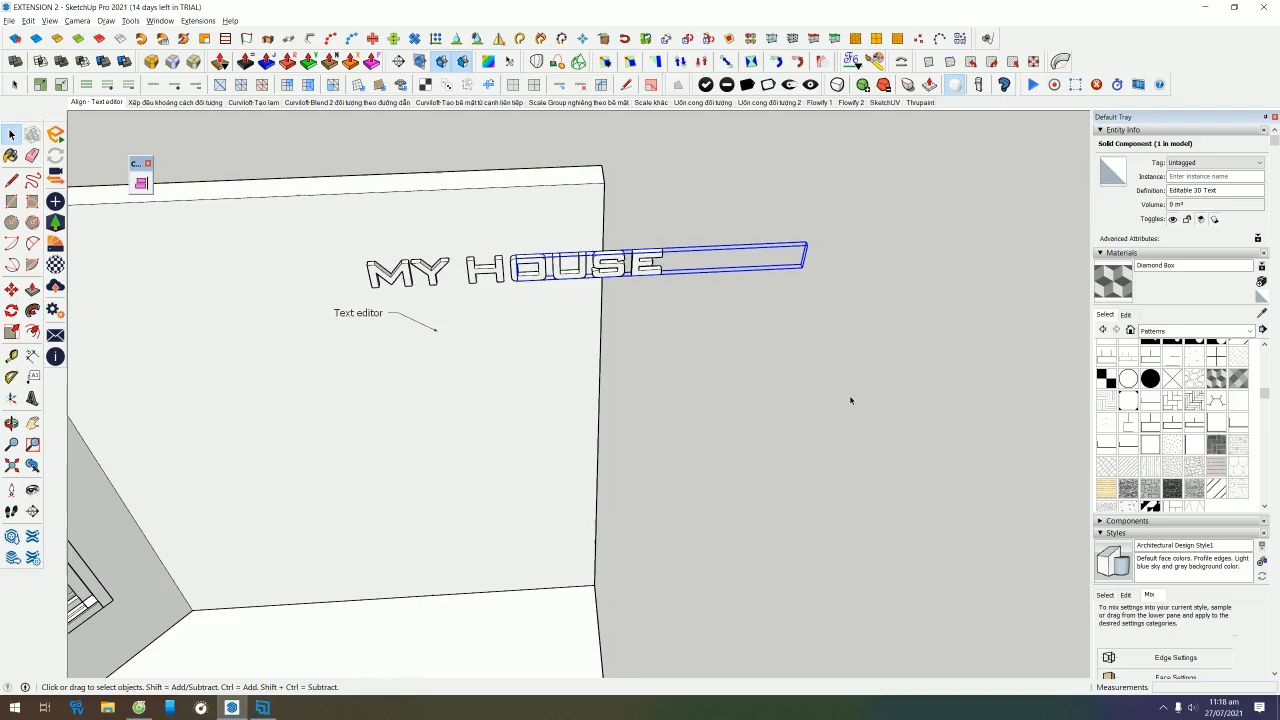 EXTENSION 2 - SketchUp Pro 2021 (14 days left in TRIAL)
File Edit View Camera Draw Tools Window Extensions Help
Align - Text editor Xếp đều khoảng cách đối tượng Curviloft-Tạo lam Curviloft-Blend 2 đối tượng theo đường dẫn Curviloft-Tạo bề mặt từ cạnh liên tiếp Scale Group nghiêng theo bề mặt Scale khác Uốn cong đối tượng Uốn cong đối tượng 2 Flowify 1 Flowify 2 SketchUV Thrupaint
C...
MY HOUSE
Text editor
Default Tray
Entity Info
Solid Component (1 in model)
Tag: Untagged
Instance: Enter instance name
Definition: Editable 3D Text
Volume: 0 m³
Toggles:
Advanced Attributes:
Materials
Diamond Box
Select Edit
Patterns
Components
Styles
Architectural Design Style1
Default face colors. Profile edges. Light
blue sky and gray background color.
Select Edit Mix
To mix settings into your current style, sample
or drag from the lower pane and apply to the
desired settings categories.
Edge Settings
Face Settings
Click or drag to select objects. Shift = Add/Subtract. Ctrl = Add. Shift + Ctrl = Subtract.
Measurements
GO
TV
11:18 am
27/07/2021